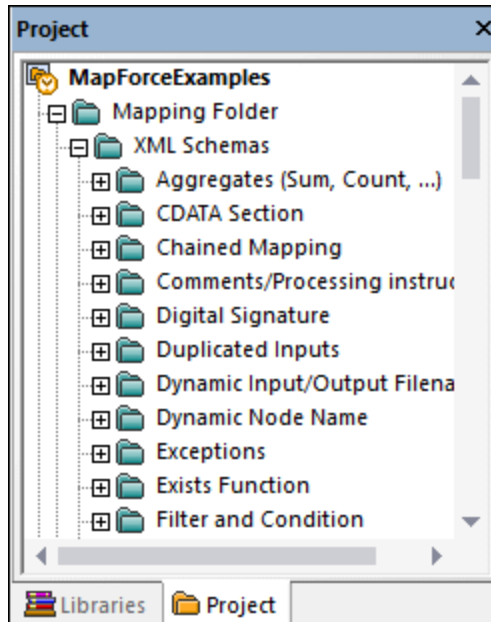 Project
MapForceExamples
Mapping Folder
XML Schemas
Aggregates (Sum, Count, ...)
CDATA Section
Chained Mapping
Comments/Processing instruc
Digital Signature
Duplicated Inputs
Dynamic Input/Output Filena
Dynamic Node Name
Exceptions
Exists Function
Filter and Condition
Libraries Project